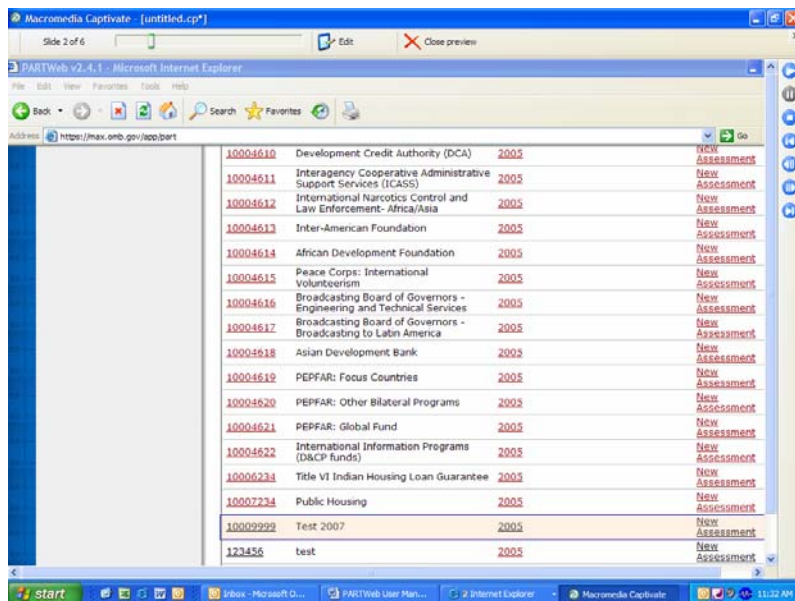 Macromedia Captivate - [untitled.cp*]
Slide 2 of 6 Edit Close preview
PARTWeb v2.4.1 - Microsoft Internet Explorer
File Edit View Favorites Tools Help
Back Search Favorites
Address https://max.omb.gov/app/part Go
10004610 Development Credit Authority (DCA) 2005 New Assessment
10004611 Interagency Cooperative Administrative Support Services (ICASS) 2005 New Assessment
10004612 International Narcotics Control and Law Enforcement- Africa/Asia 2005 New Assessment
10004613 Inter-American Foundation 2005 New Assessment
10004614 African Development Foundation 2005 New Assessment
10004615 Peace Corps: International Volunteerism 2005 New Assessment
10004616 Broadcasting Board of Governors - Engineering and Technical Services 2005 New Assessment
10004617 Broadcasting Board of Governors - Broadcasting to Latin America 2005 New Assessment
10004618 Asian Development Bank 2005 New Assessment
10004619 PEPFAR: Focus Countries 2005 New Assessment
10004620 PEPFAR: Other Bilateral Programs 2005 New Assessment
10004621 PEPFAR: Global Fund 2005 New Assessment
10004622 International Information Programs (D&CP funds) 2005 New Assessment
10006234 Title VI Indian Housing Loan Guarantee 2005 New Assessment
10007234 Public Housing 2005 New Assessment
10009999 Test 2007 2005 New Assessment
123456 test 2005 New Assessment
start Inbox - Microsoft O... PARTWeb User Man... 2 Internet Explorer Macromedia Captivate 11:32 AM